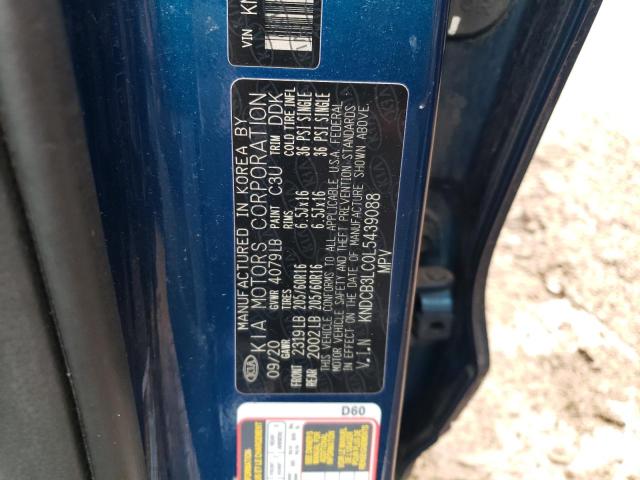 VIN KN
MANUFACTURED IN KOREA BY
KIA MOTORS CORPORATION
09/20 GVWR 4079LB PAINT C3U TRIM DDK
GAWR TIRES RIMS COLD TIRE INFL
FRONT 2319LB 205/60R16 6.5Jx16 36 PSI SINGLE
REAR 2002LB 205/60R16 6.5Jx16 36 PSI SINGLE
THIS VEHICLE CONFORMS TO ALL APPLICABLE U.S.A. FEDERAL
MOTOR VEHICLE SAFETY AND THEFT PREVENTION STANDARDS
IN EFFECT ON THE DATE OF MANUFACTURE SHOWN ABOVE.
V.I.N KNDCB3LC0L5439088
MPV
KIA
D60